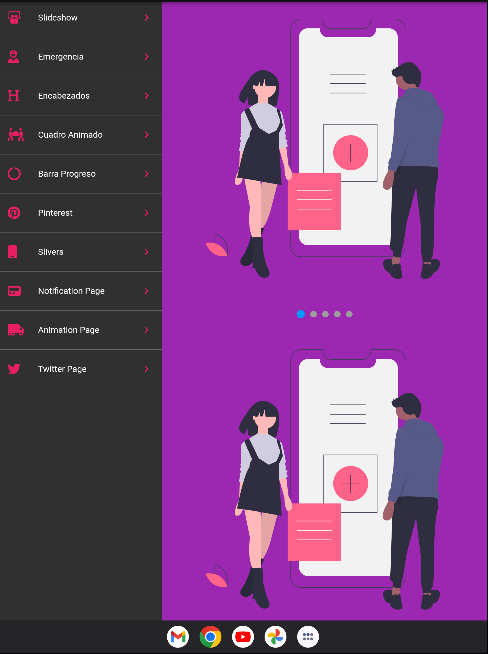 Slideshow
Emergencia
Encabezados
Cuadro Animado
Barra Progreso
Pinterest
Slivers
Notification Page
Animation Page
Twitter Page